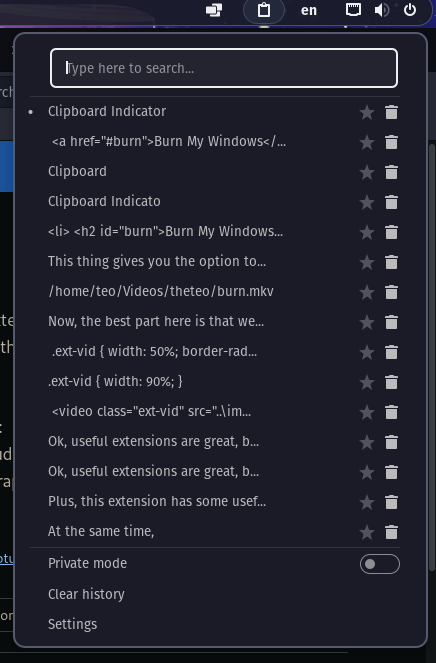 en
Type here to search...
Clipboard Indicator
<a href="#burn">Burn My Windows</...
Clipboard
Clipboard Indicato
<li> <h2 id="burn">Burn My Windows...
This thing gives you the option to...
/home/teo/Videos/theteo/burn.mkv
Now, the best part here is that we...
.ext-vid { width: 50%; border-rad...
.ext-vid { width: 90%; }
<video class="ext-vid" src="..\im...
Ok, useful extensions are great, b...
Ok, useful extensions are great, b...
Plus, this extension has some usef...
At the same time,
Private mode
Clear history
Settings